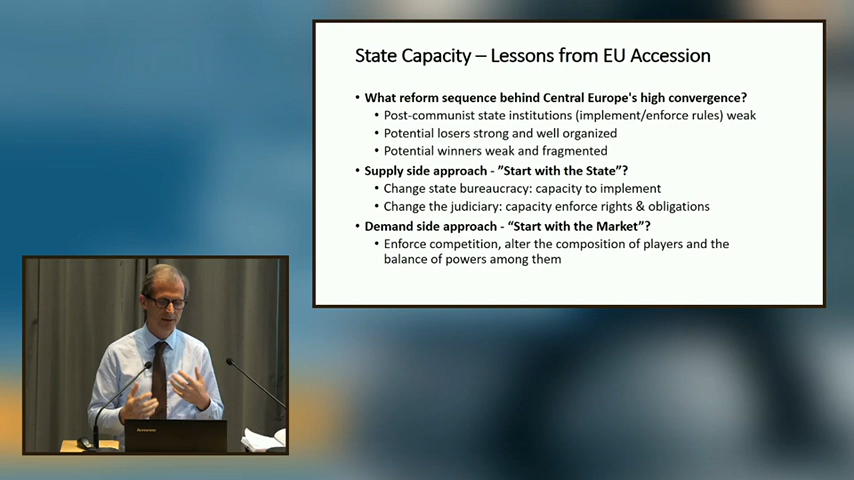 State Capacity – Lessons from EU Accession
• What reform sequence behind Central Europe's high convergence?
• Post-communist state institutions (implement/enforce rules) weak
• Potential losers strong and well organized
• Potential winners weak and fragmented
• Supply side approach - ”Start with the State”?
• Change state bureaucracy: capacity to implement
• Change the judiciary: capacity enforce rights & obligations
• Demand side approach - “Start with the Market”?
• Enforce competition, alter the composition of players and the
balance of powers among them
Lenovo